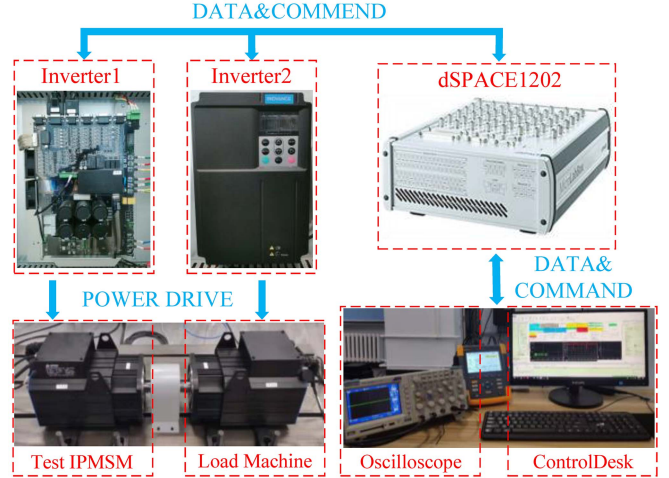 DATA&COMMEND
Inverter1
Inverter2
dSPACE1202
POWER DRIVE
DATA&
COMMAND
Test IPMSM
Load Machine
Oscilloscope
ControlDesk